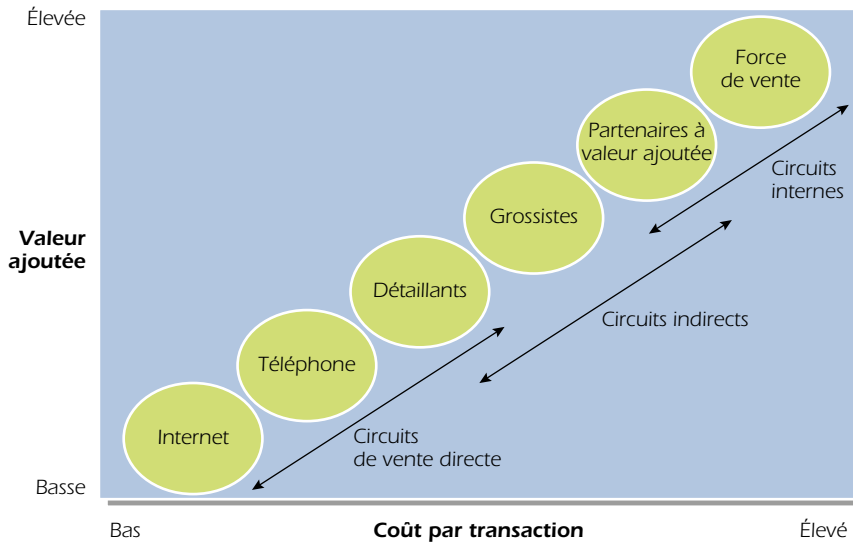 Élevée
Force
de vente
Partenaires à
valeur ajoutée
Circuits
internes
Grossistes
Valeur
ajoutée
Détaillants
Circuits indirects
Téléphone
Internet
Circuits
de vente directe
Basse
Bas
Coût par transaction
Élevé